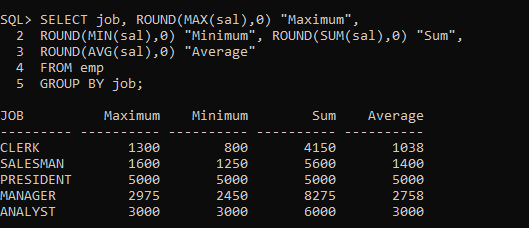 SQL> SELECT job, ROUND(MAX(sal),0) "Maximum",
  2  ROUND(MIN(sal),0) "Minimum", ROUND(SUM(sal),0) "Sum",
  3  ROUND(AVG(sal),0) "Average"
  4  FROM emp
  5  GROUP BY job;
JOB          Maximum    Minimum        Sum    Average
--------- ---------- ---------- ---------- ----------
CLERK           1300        800       4150       1038
SALESMAN        1600       1250       5600       1400
PRESIDENT       5000       5000       5000       5000
MANAGER         2975       2450       8275       2758
ANALYST         3000       3000       6000       3000